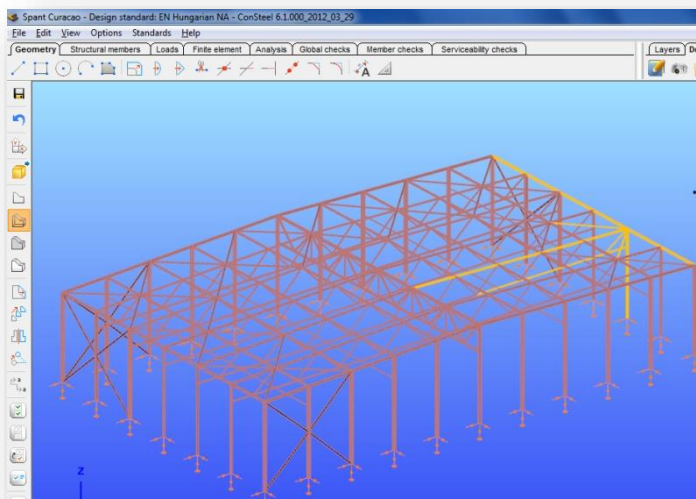 Spant Curacao - Design standard: EN Hungarian NA - ConSteel 6.1.000_2012_03_29
File Edit View Options Standards Help
Geometry Structural members Loads Finite element Analysis Global checks Member checks Serviceability checks Layers
A
z